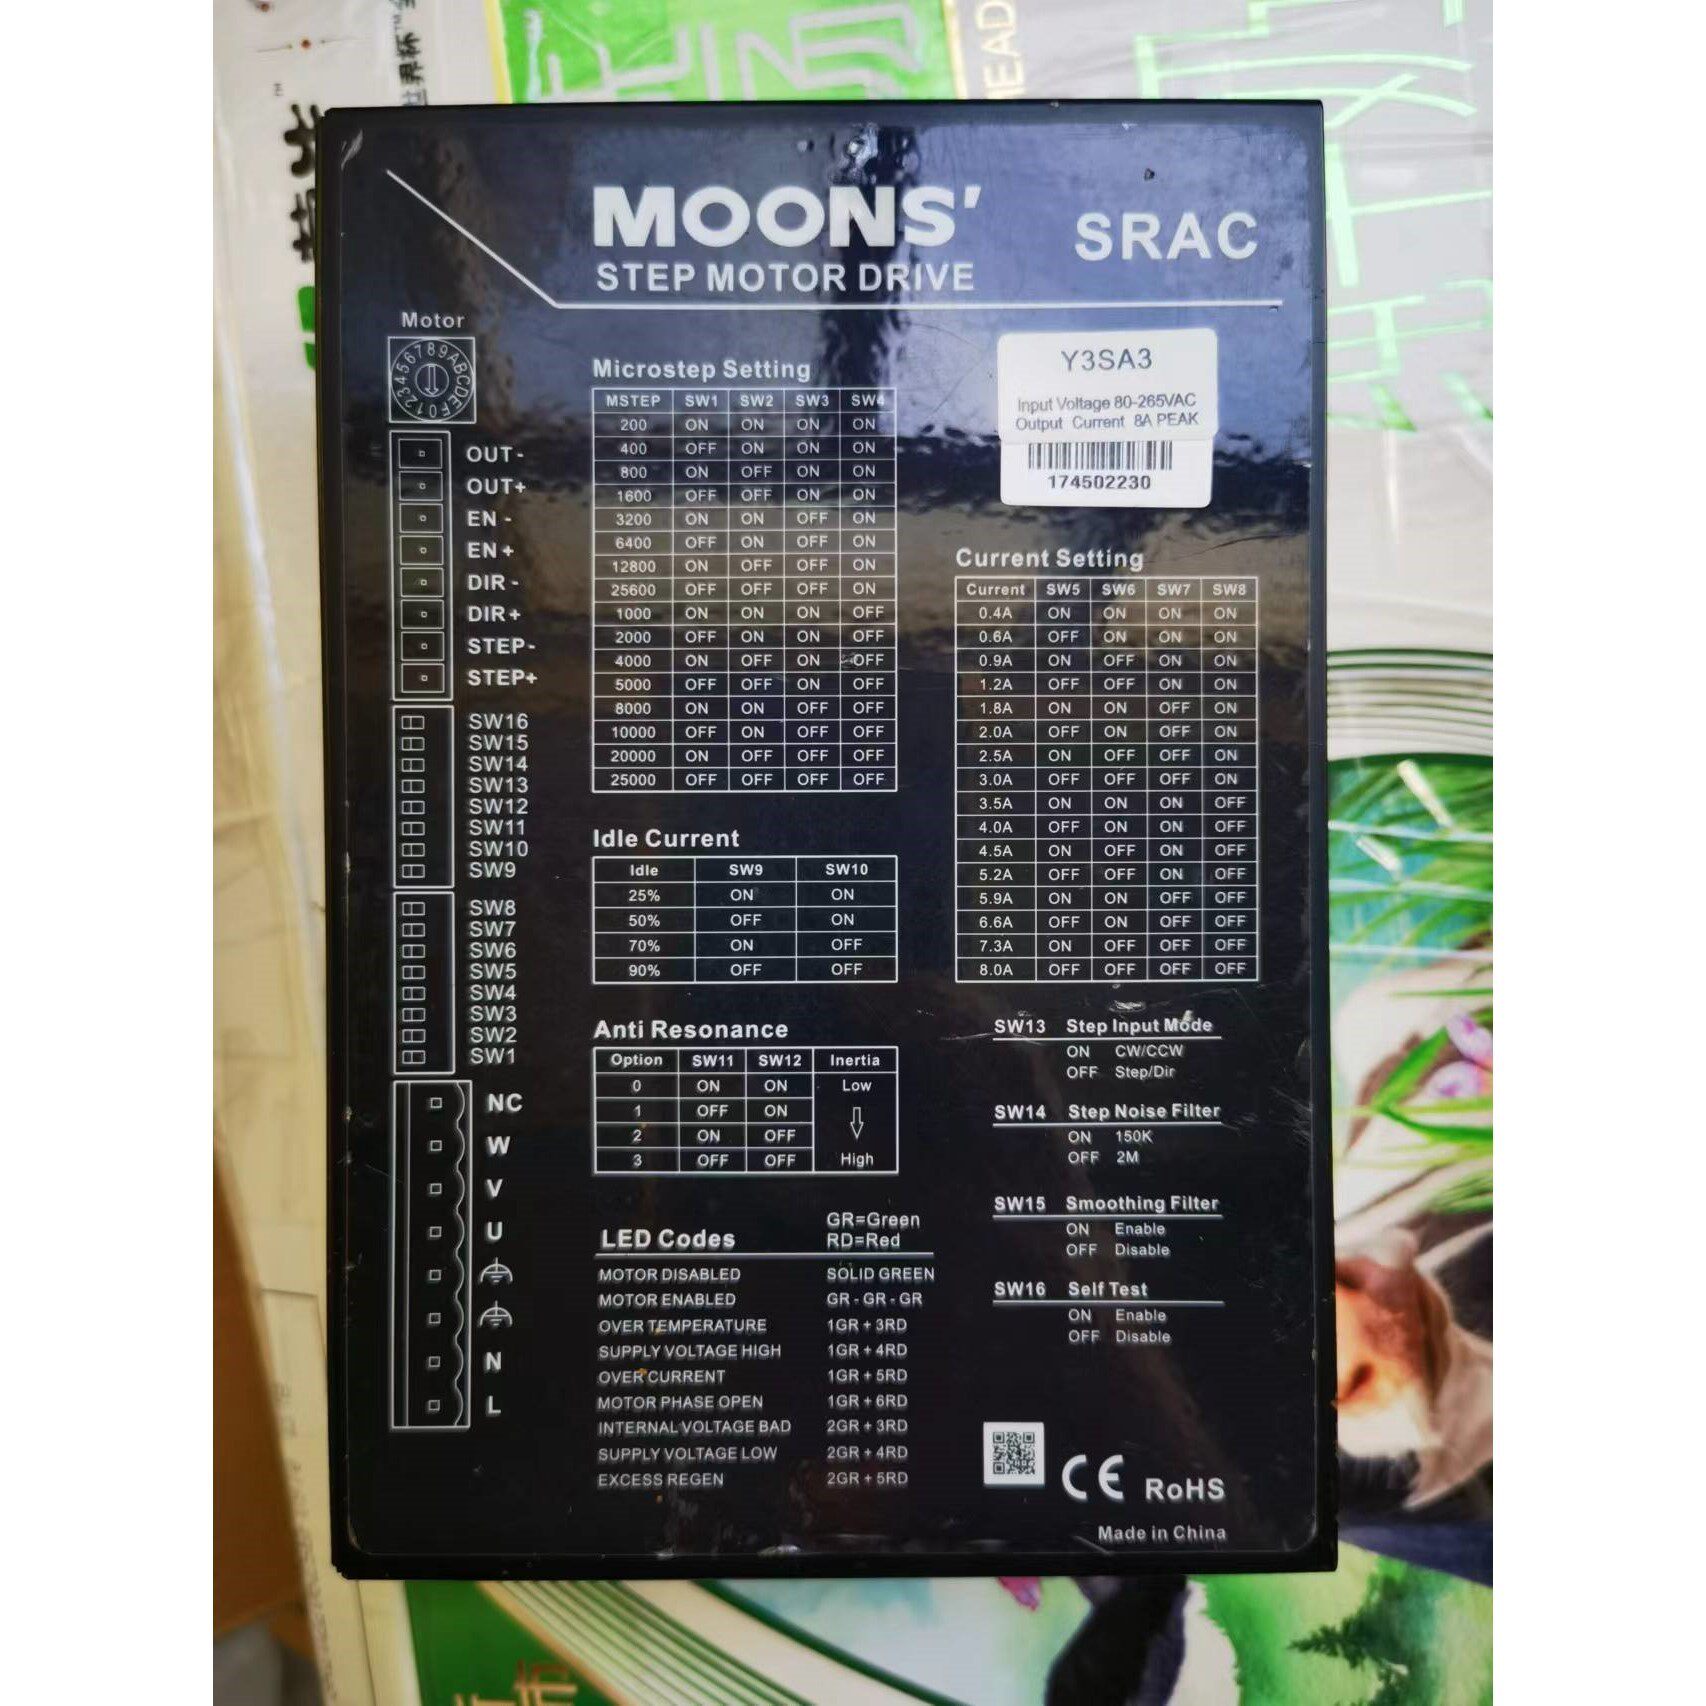 世界杯™
HEAD
MOONS'
SRAC
STEP MOTOR DRIVE
Motor
0123456789ABCDEF
OUT-
OUT+
EN -
EN +
DIR -
DIR +
STEP-
STEP+
SW16
SW15
SW14
SW13
SW12
SW11
SW10
SW9
SW8
SW7
SW6
SW5
SW4
SW3
SW2
SW1
NC
W
V
U
N
L
Microstep Setting
MSTEP SW1 SW2 SW3 SW4
200 ON ON ON ON
400 OFF ON ON ON
800 ON OFF ON ON
1600 OFF OFF ON ON
3200 ON ON OFF ON
6400 OFF ON OFF ON
12800 ON OFF OFF ON
25600 OFF OFF OFF ON
1000 ON ON ON OFF
2000 OFF ON ON OFF
4000 ON OFF ON OFF
5000 OFF OFF ON OFF
8000 ON ON OFF OFF
10000 OFF ON OFF OFF
20000 ON OFF OFF OFF
25000 OFF OFF OFF OFF
Idle Current
Idle SW9 SW10
25% ON ON
50% OFF ON
70% ON OFF
90% OFF OFF
Anti Resonance
Option SW11 SW12 Inertia
0 ON ON Low
1 OFF ON
2 ON OFF
3 OFF OFF High
LED Codes
GR=Green
RD=Red
MOTOR DISABLED SOLID GREEN
MOTOR ENABLED GR - GR - GR
OVER TEMPERATURE 1GR + 3RD
SUPPLY VOLTAGE HIGH 1GR + 4RD
OVER CURRENT 1GR + 5RD
MOTOR PHASE OPEN 1GR + 6RD
INTERNAL VOLTAGE BAD 2GR + 3RD
SUPPLY VOLTAGE LOW 2GR + 4RD
EXCESS REGEN 2GR + 5RD
Y3SA3
Input Voltage 80-265VAC
Output Current 8A PEAK
174502230
Current Setting
Current SW5 SW6 SW7 SW8
0.4A ON ON ON ON
0.6A OFF ON ON ON
0.9A ON OFF ON ON
1.2A OFF OFF ON ON
1.8A ON ON OFF ON
2.0A OFF ON OFF ON
2.5A ON OFF OFF ON
3.0A OFF OFF OFF ON
3.5A ON ON ON OFF
4.0A OFF ON ON OFF
4.5A ON OFF ON OFF
5.2A OFF OFF ON OFF
5.9A ON ON OFF OFF
6.6A OFF ON OFF OFF
7.3A ON OFF OFF OFF
8.0A OFF OFF OFF OFF
SW13 Step Input Mode
ON CW/CCW
OFF Step/Dir
SW14 Step Noise Filter
ON 150K
OFF 2M
SW15 Smoothing Filter
ON Enable
OFF Disable
SW16 Self Test
ON Enable
OFF Disable
CE RoHS
Made in China